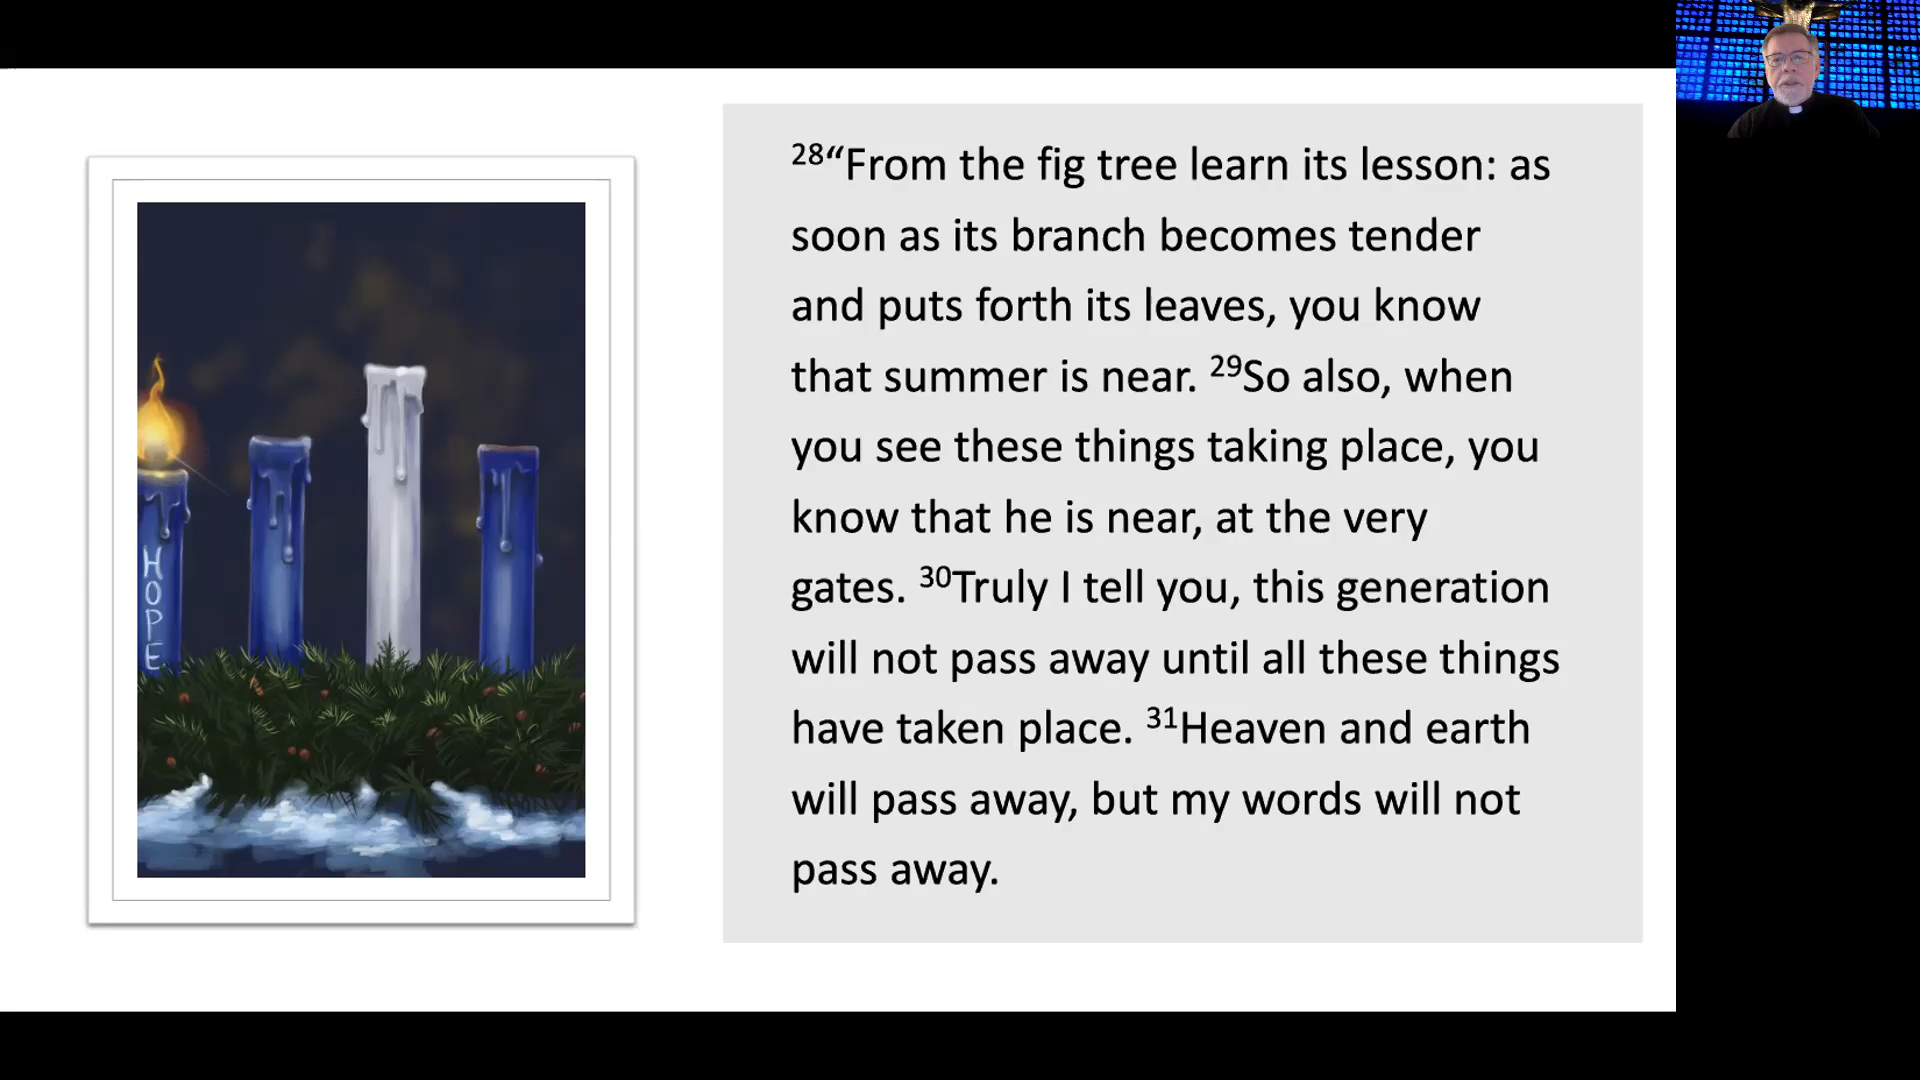 H
O
P
E
28“From the fig tree learn its lesson: as
soon as its branch becomes tender
and puts forth its leaves, you know
that summer is near. 29So also, when
you see these things taking place, you
know that he is near, at the very
gates. 30Truly I tell you, this generation
will not pass away until all these things
have taken place. 31Heaven and earth
will pass away, but my words will not
pass away.